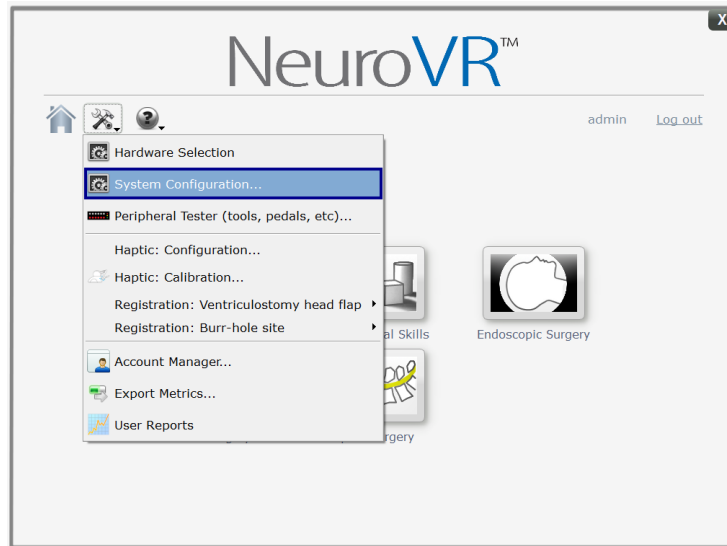 X
NeuroVR™
admin Log out
Hardware Selection
System Configuration...
Peripheral Tester (tools, pedals, etc)...
Haptic: Configuration...
Haptic: Calibration...
Registration: Ventriculostomy head flap
Registration: Burr-hole site
al Skills Endoscopic Surgery
Account Manager...
Export Metrics...
User Reports
rgery